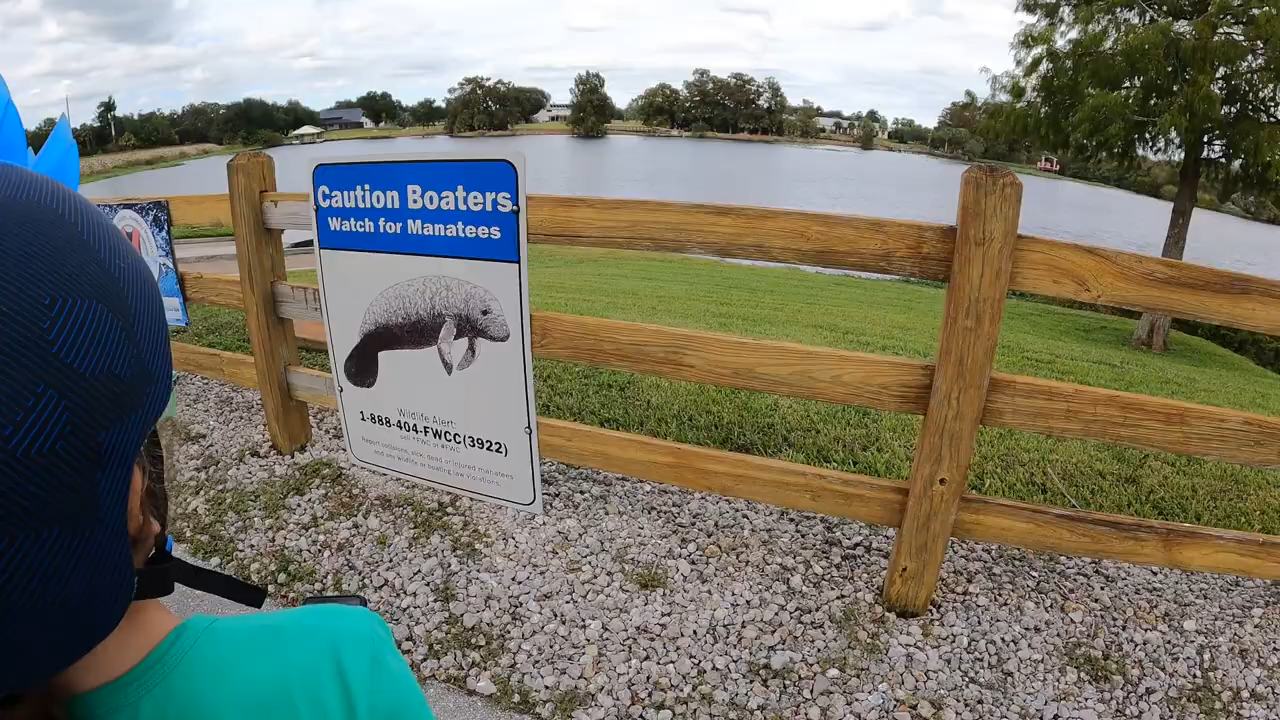 Caution Boaters
Watch for Manatees
Wildlife Alert:
1-888-404-FWCC(3922)
cell *FWC or #FWC
Report collisions, sick, dead or injured manatees
and any wildlife or boating law violations.